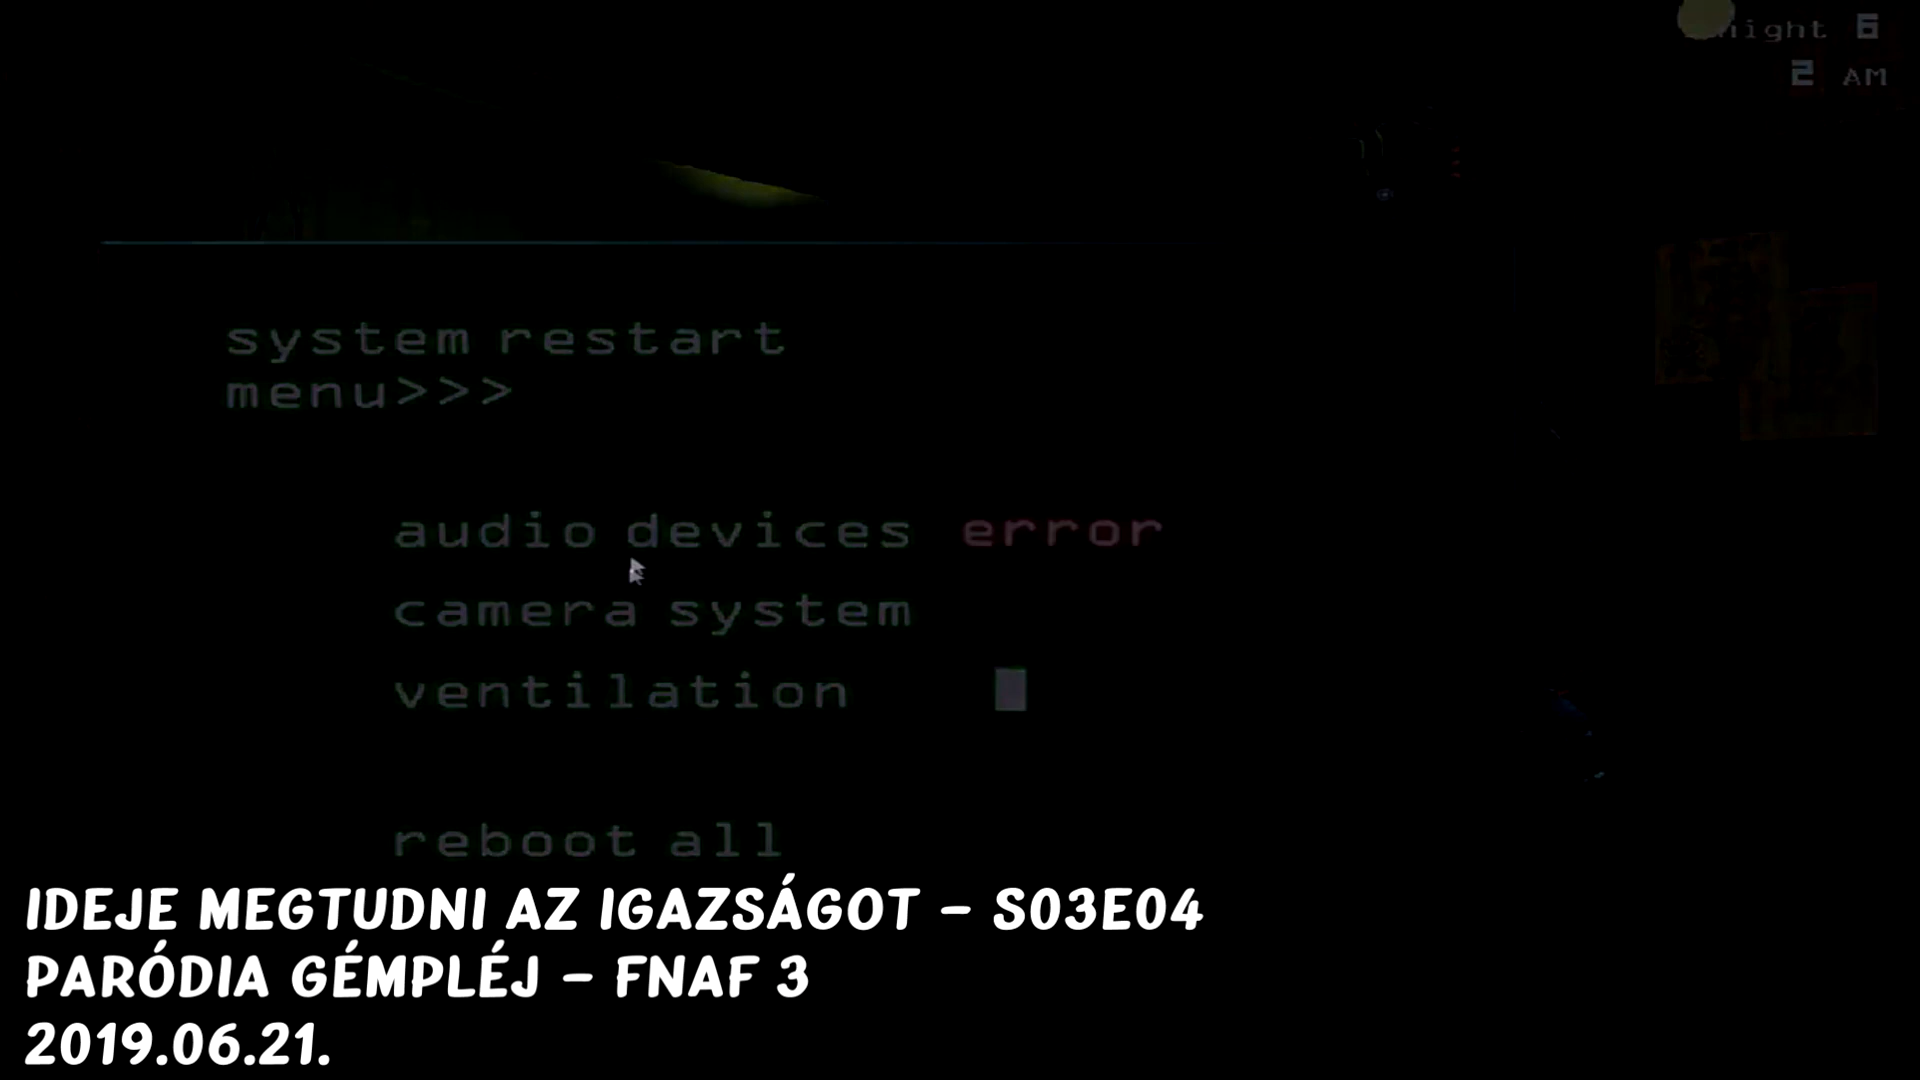 night 6
2 AM
system restart
menu>>>
audio devices error
camera system
ventilation
reboot all
IDEJE MEGTUDNI AZ IGAZSÁGOT – S03E04
PARÓDIA GÉMPLÉJ – FNAF 3
2019.06.21.